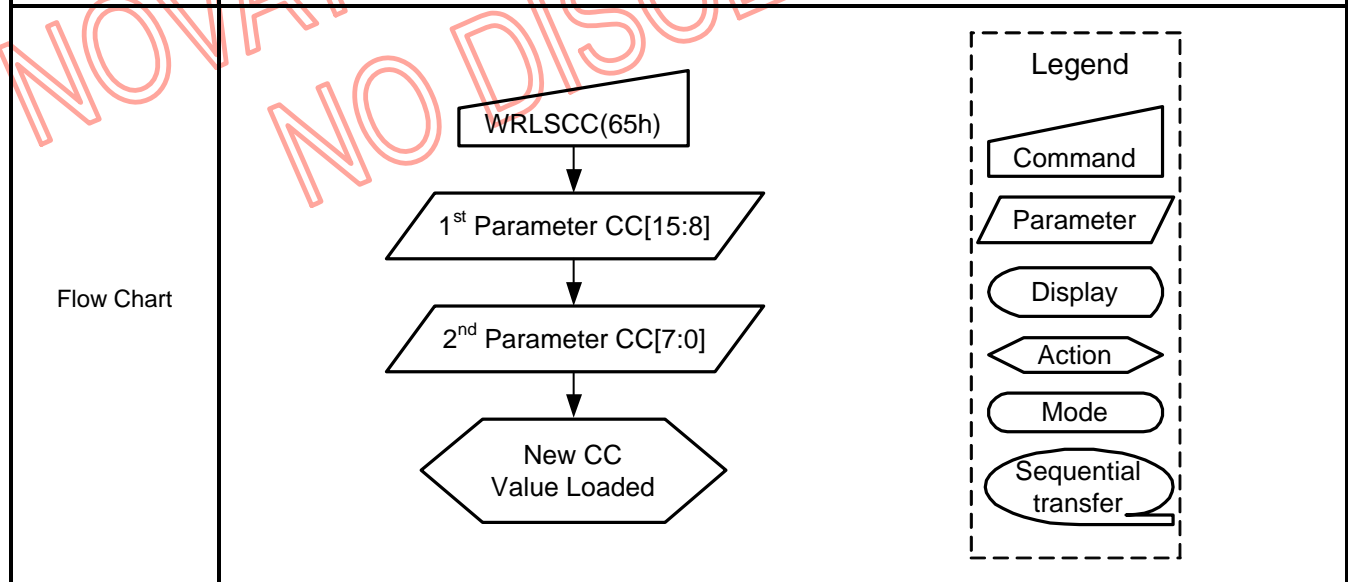 Flow Chart
WRLSCC(65h)
1st Parameter CC[15:8]
2nd Parameter CC[7:0]
New CC
Value Loaded
Legend
Command
Parameter
Display
Action
Mode
Sequential
transfer
NO